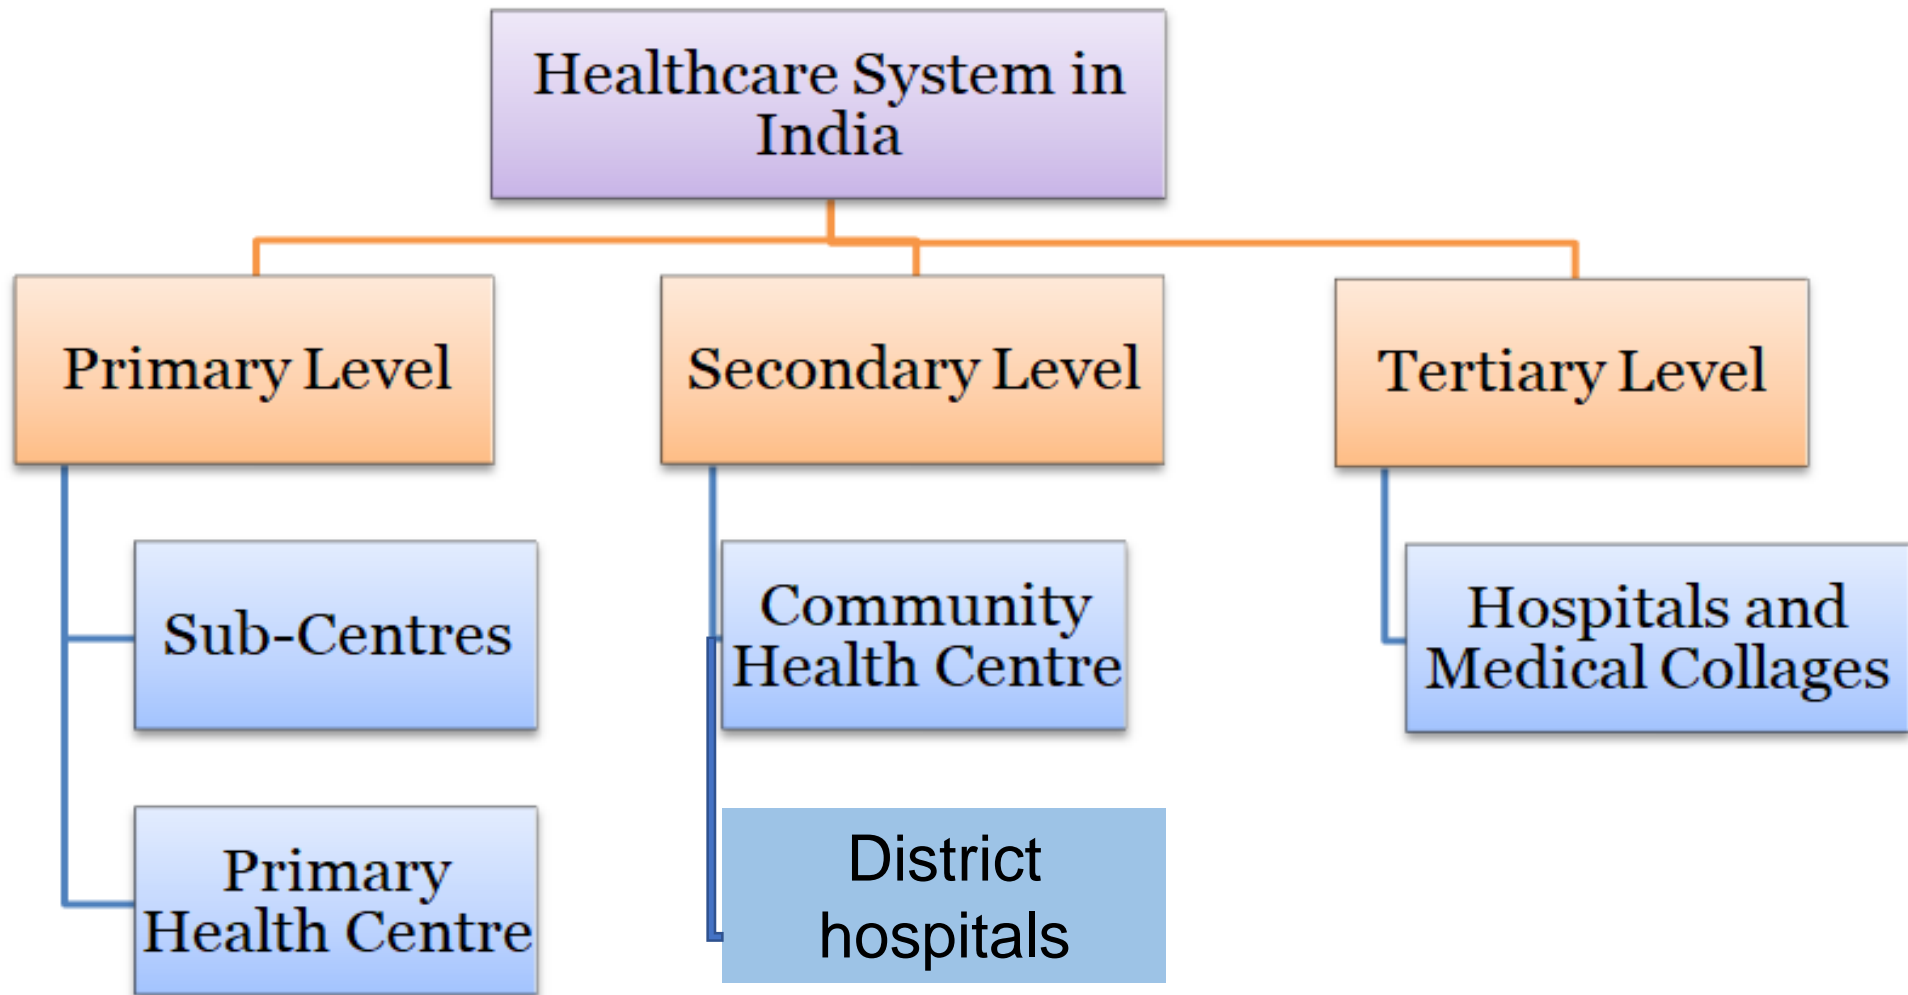 Healthcare System in
India
Primary Level
Secondary Level
Tertiary Level
Sub-Centres
Primary
Health Centre
Community
Health Centre
District
hospitals
Hospitals and
Medical Collages